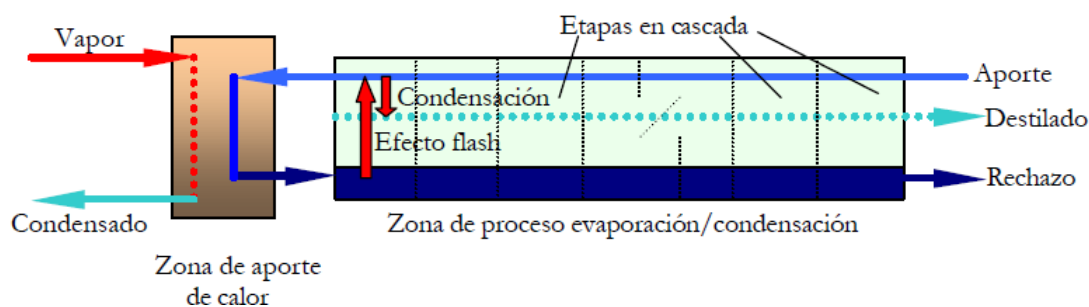 Etapas en cascada
Vapor
Aporte
Condensación
Destilado
Efecto flash
Rechazo
Condensado
Zona de proceso evaporación/condensación
Zona de aporte
de calor